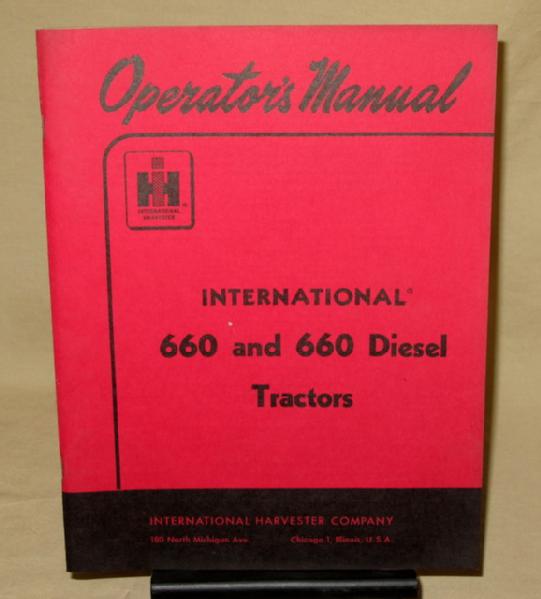 Operator's Manual
IH
INTERNATIONAL
HARVESTER
INTERNATIONAL®
660 and 660 Diesel
Tractors
INTERNATIONAL HARVESTER COMPANY
180 North Michigan Ave. Chicago 1, Illinois, U.S.A.